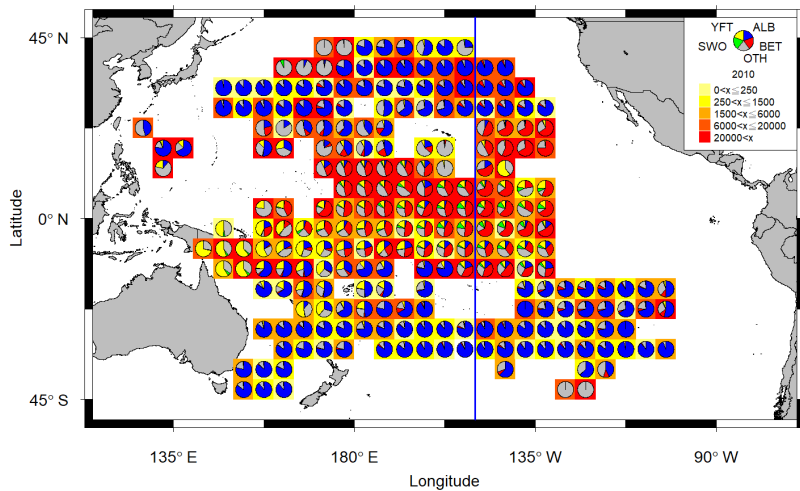 45° N
0° N
45° S
Latitude
135° E
180° E
135° W
90° W
Longitude
YFT ALB
SWO BET
OTH
2010
0<x≦250
250<x≦1500
1500<x≦6000
6000<x≦20000
20000<x